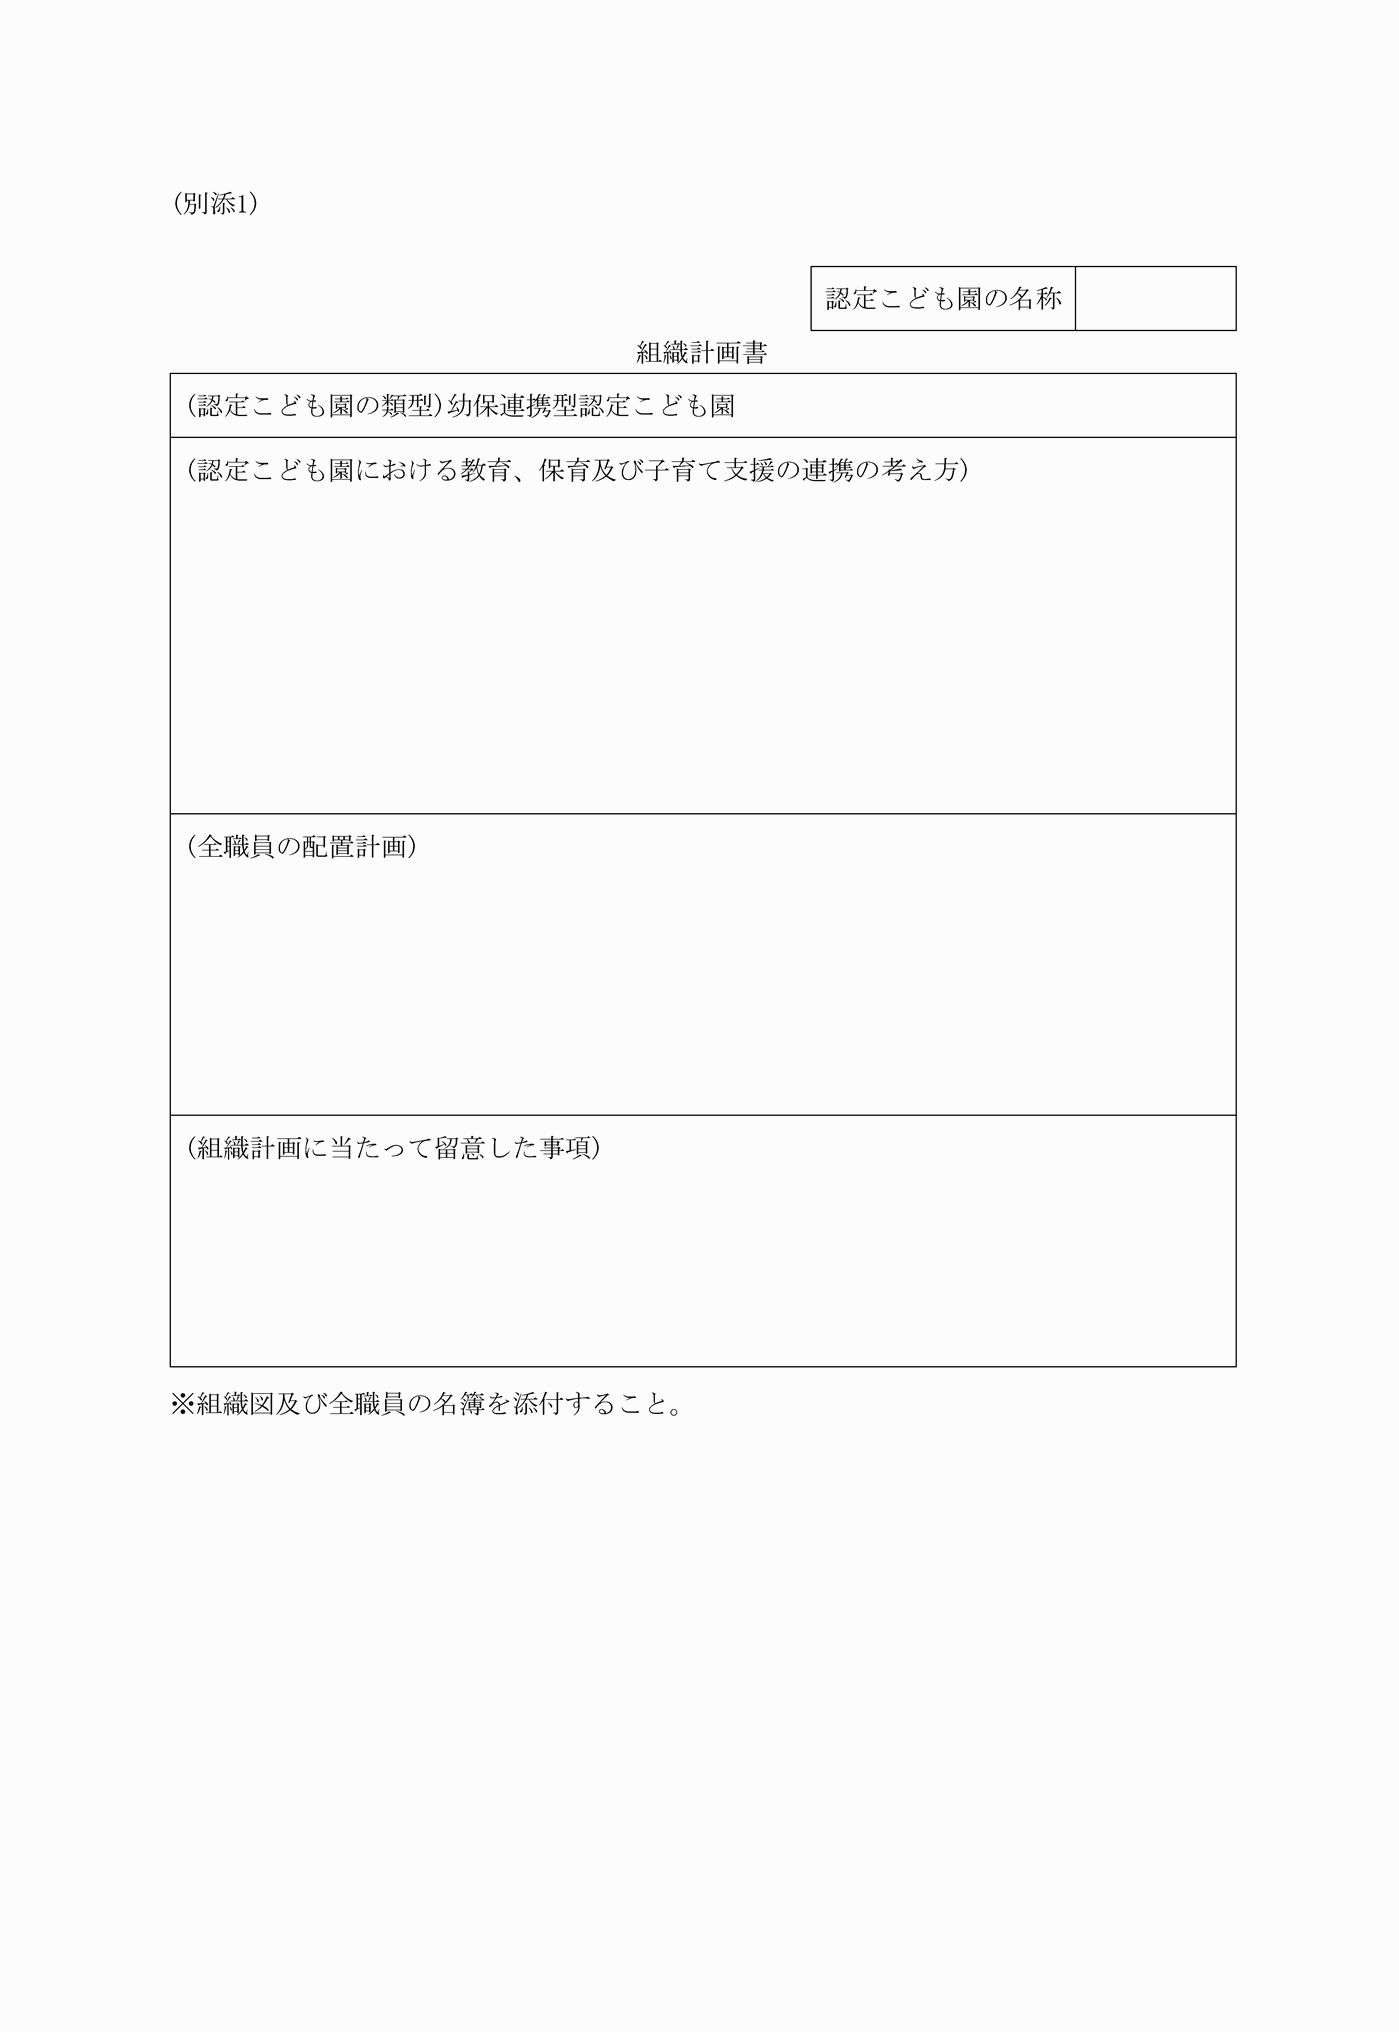 (別添1)
認定こども園の名称
組織計画書
(認定こども園の類型)幼保連携型認定こども園
(認定こども園における教育、保育及び子育て支援の連携の考え方)
(全職員の配置計画)
(組織計画に当たって留意した事項)
※組織図及び全職員の名簿を添付すること。